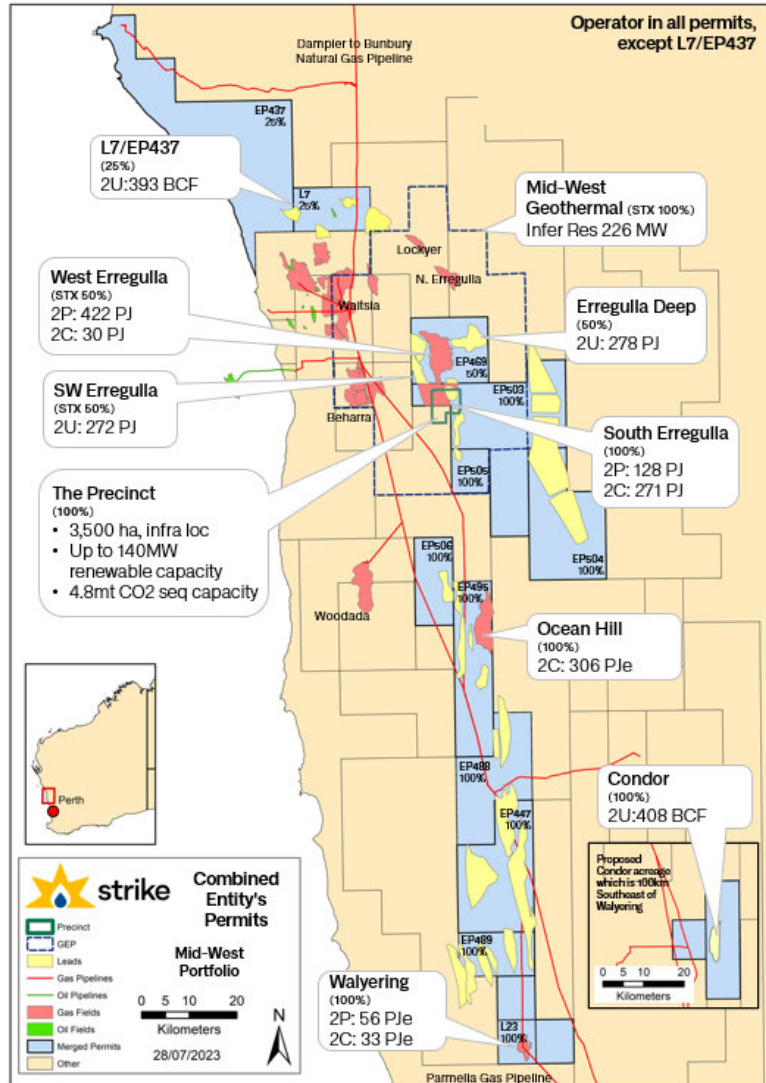 Operator in all permits,
except L7/EP437
Dampier to Bunbury
Natural Gas Pipeline
EP437
25%
L7/EP437
(25%)
2U:393 BCF
L7
25%
Mid-West
Geothermal (STX 100%)
Infer Res 226 MW
Lockyer
N. Erregulla
West Erregulla
(STX 50%)
2P: 422 PJ
2C: 30 PJ
Waitsia
Erregulla Deep
(50%)
2U: 278 PJ
EP469
50%
EP503
100%
SW Erregulla
(STX 50%)
2U: 272 PJ
Beharra
South Erregulla
(100%)
2P: 128 PJ
2C: 271 PJ
EP505
100%
The Precinct
(100%)
• 3,500 ha, infra loc
• Up to 140MW
renewable capacity
• 4.8mt CO2 seq capacity
EP504
100%
EP506
100%
EP495
100%
Woodada
Ocean Hill
(100%)
2C: 306 PJe
Perth
EP488
100%
EP447
100%
Condor
(100%)
2U:408 BCF
Proposed
Condor acreage
which is 100km
Southeast of
Walyering
0 5 10 20
Kilometers
EP489
100%
Walyering
(100%)
2P: 56 PJe
2C: 33 PJe
L23
100%
Parmelia Gas Pipeline
strike
Combined
Entity's
Permits
Mid-West
Portfolio
0 5 10 20
Kilometers
28/07/2023
N
Precinct
GEP
Leads
Gas Pipelines
Oil Pipelines
Gas Fields
Oil Fields
Merged Permits
Other